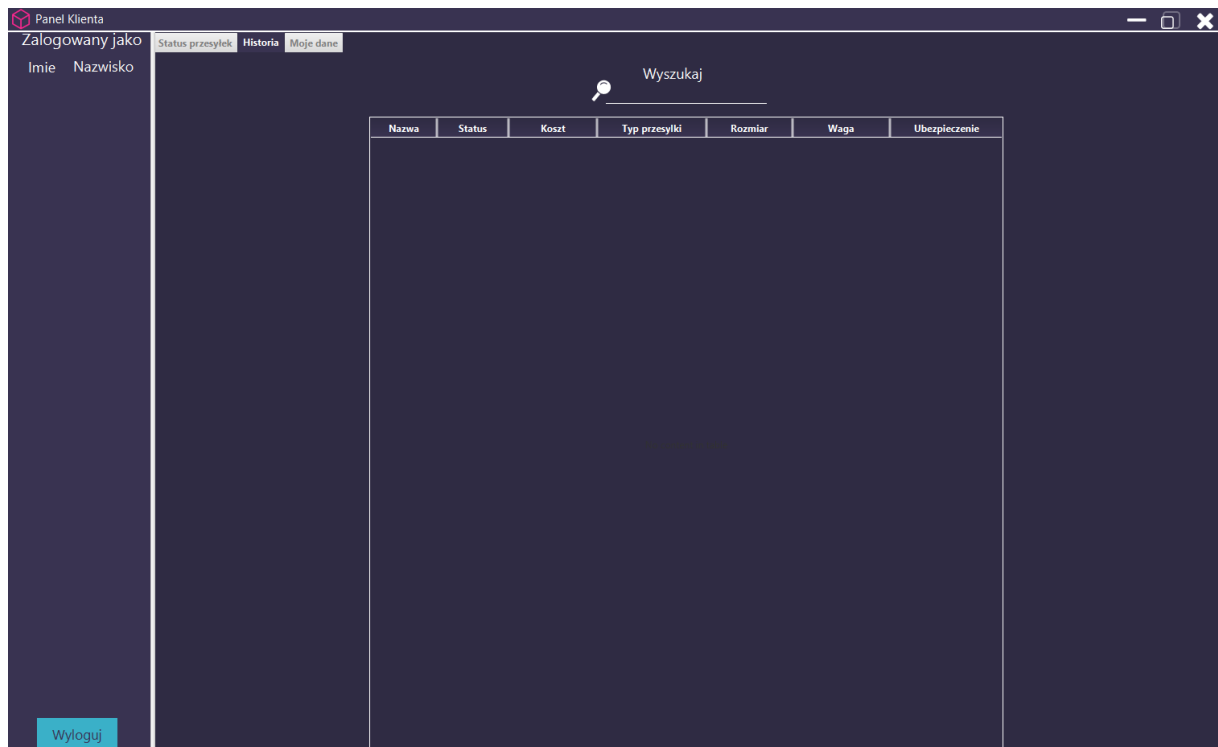 Panel Klienta
Zalogowany jako
Imie Nazwisko
Status przesyłek Historia Moje dane
Wyszukaj
Nazwa Status Koszt Typ przesylki Rozmiar Waga Ubezpieczenie
Wyloguj